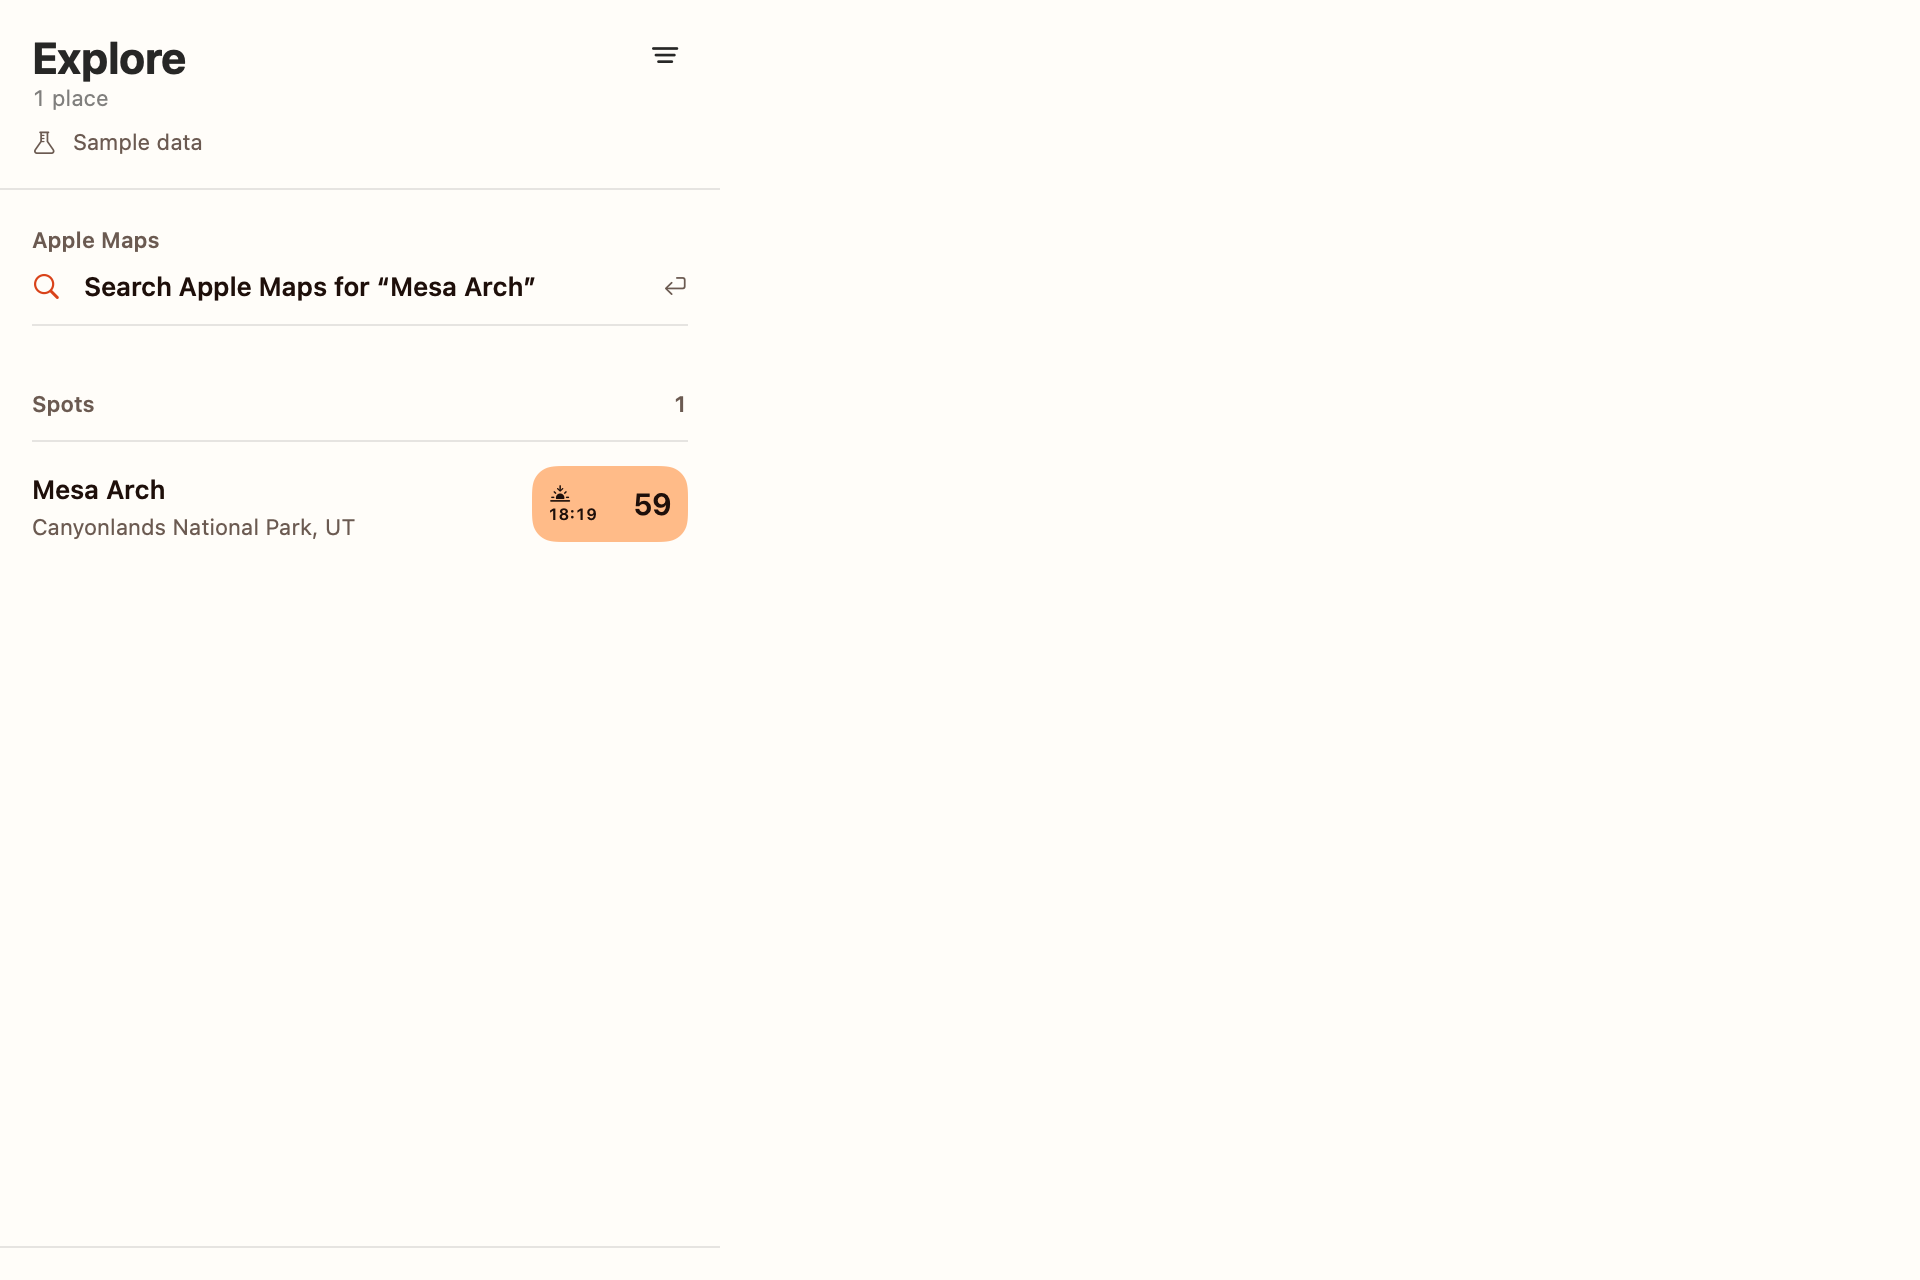 Explore
1 place
Sample data
Apple Maps
Search Apple Maps for “Mesa Arch”
Spots
1
Mesa Arch
Canyonlands National Park, UT
18:19
59